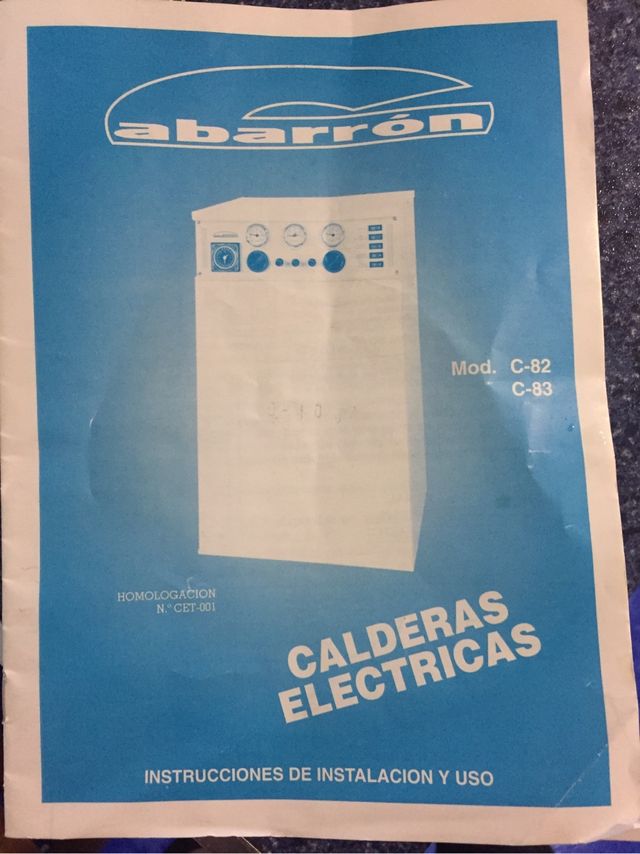 abarrón
Mod. C-82
C-83
HOMOLOGACION
N.º CET-001
CALDERAS
ELECTRICAS
INSTRUCCIONES DE INSTALACION Y USO